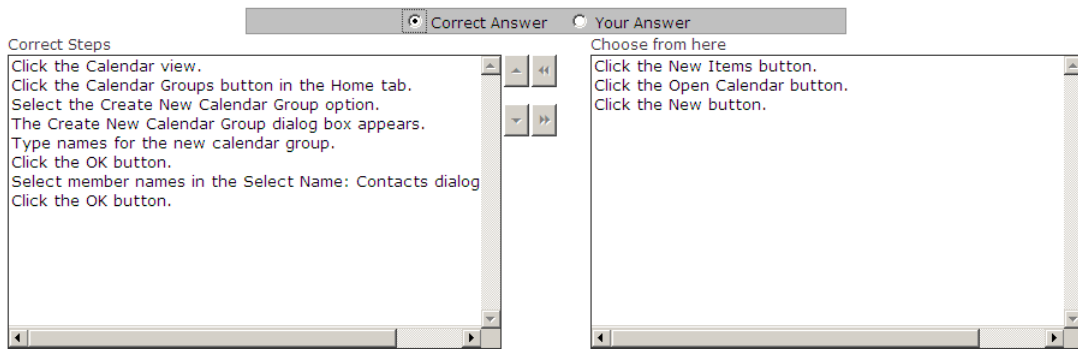 Correct Answer Your Answer
Correct Steps
Click the Calendar view.
Click the Calendar Groups button in the Home tab.
Select the Create New Calendar Group option.
The Create New Calendar Group dialog box appears.
Type names for the new calendar group.
Click the OK button.
Select member names in the Select Name: Contacts dialog
Click the OK button.
Choose from here
Click the New Items button.
Click the Open Calendar button.
Click the New button.